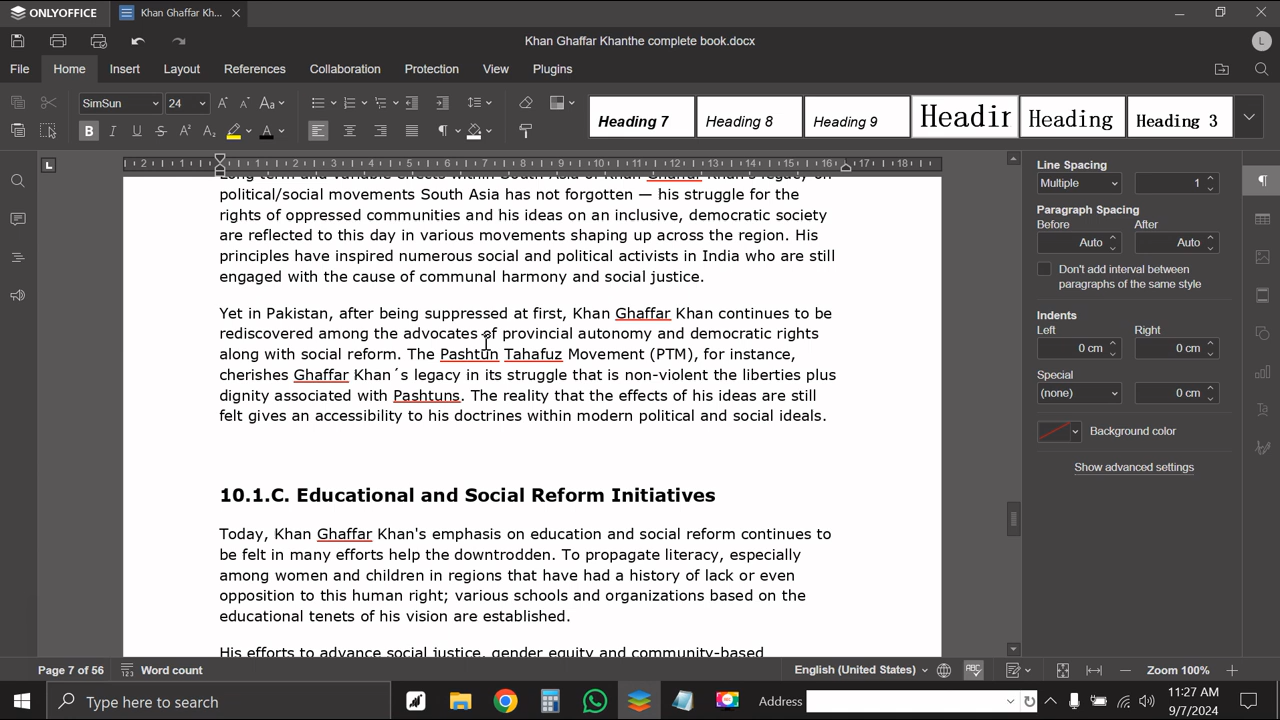 ONLYOFFICE
Khan Ghaffar Kh...
Khan Ghaffar Khanthe complete book.docx
L
File Home Insert Layout References Collaboration Protection View Plugins
SimSun 24
Heading 7 Heading 8 Heading 9 Headir Heading Heading 3
political/social movements South Asia has not forgotten — his struggle for the
rights of oppressed communities and his ideas on an inclusive, democratic society
are reflected to this day in various movements shaping up across the region. His
principles have inspired numerous social and political activists in India who are still
engaged with the cause of communal harmony and social justice.
Yet in Pakistan, after being suppressed at first, Khan Ghaffar Khan continues to be
rediscovered among the advocates of provincial autonomy and democratic rights
along with social reform. The Pashtun Tahafuz Movement (PTM), for instance,
cherishes Ghaffar Khan´s legacy in its struggle that is non-violent the liberties plus
dignity associated with Pashtuns. The reality that the effects of his ideas are still
felt gives an accessibility to his doctrines within modern political and social ideals.
10.1.C. Educational and Social Reform Initiatives
Today, Khan Ghaffar Khan's emphasis on education and social reform continues to
be felt in many efforts help the downtrodden. To propagate literacy, especially
among women and children in regions that have had a history of lack or even
opposition to this human right; various schools and organizations based on the
educational tenets of his vision are established.
His efforts to advance social justice, gender equity and community-based
Line Spacing
Multiple 1
Paragraph Spacing
Before After
Auto Auto
Don't add interval between
paragraphs of the same style
Indents
Left Right
0 cm 0 cm
Special
(none) 0 cm
Background color
Show advanced settings
Page 7 of 56 Word count English (United States) Zoom 100%
Type here to search Address 11:27 AM
9/7/2024